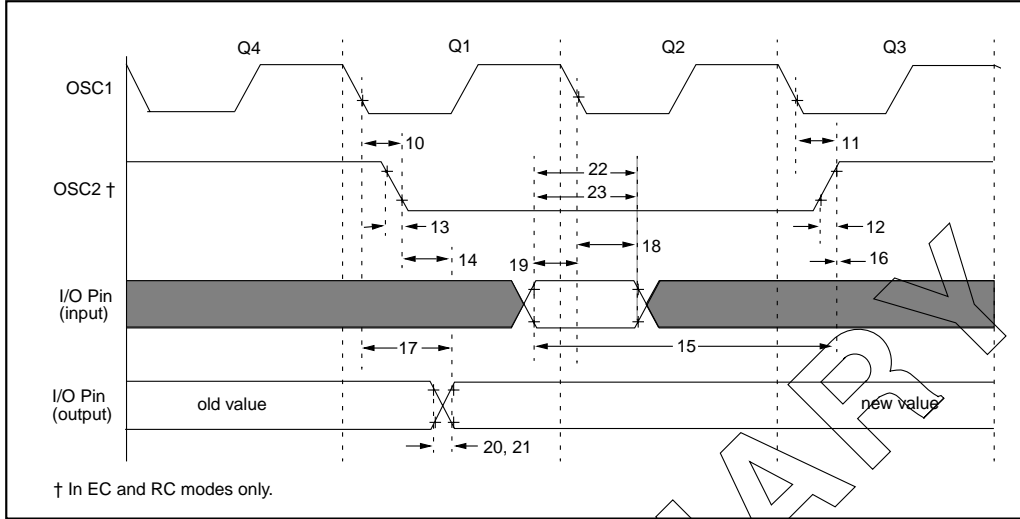 Q4 Q1 Q2 Q3
OSC1
10 11
22
OSC2 †
23
13 18 12
14 19 16
I/O Pin
(input)
17 15
I/O Pin
(output)
old value new value
20, 21
† In EC and RC modes only.
ARY